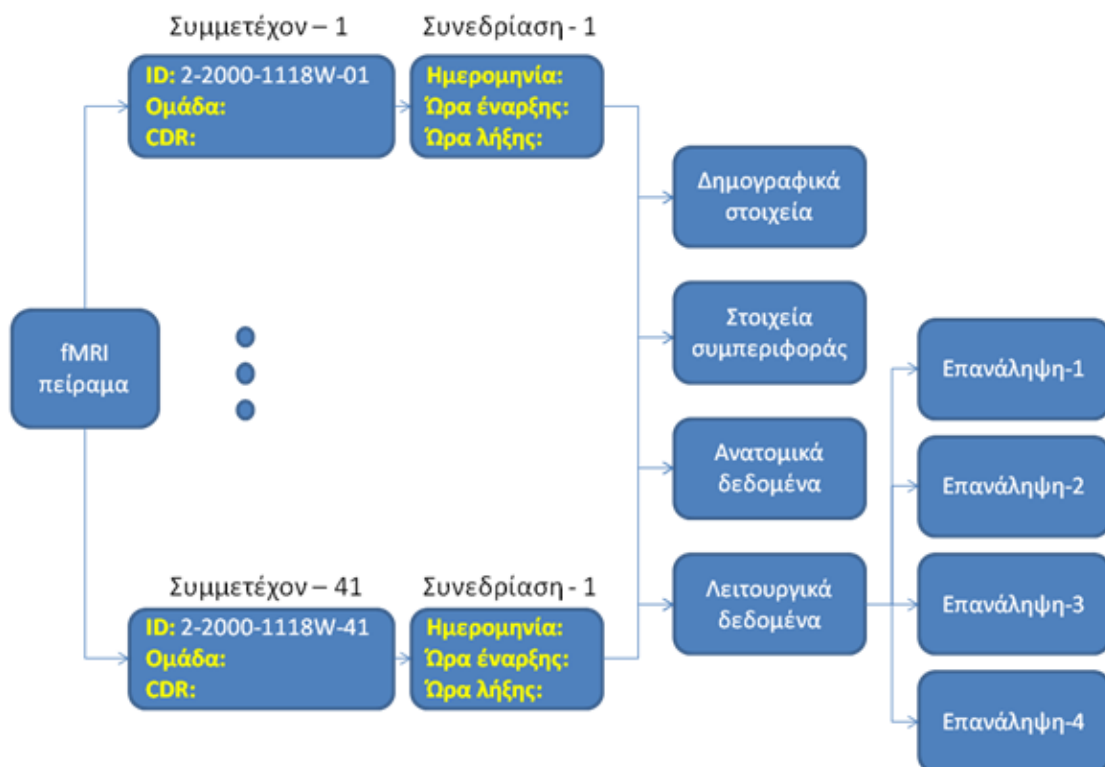 Συμμετέχον – 1
Συνεδρίαση - 1
ID: 2-2000-1118W-01
Ομάδα:
CDR:
Ημερομηνία:
Ώρα έναρξης:
Ώρα λήξης:
Δημογραφικά
στοιχεία
Στοιχεία
συμπεριφοράς
fMRI
πείραμα
Ανατομικά
δεδομένα
Λειτουργικά
δεδομένα
Επανάληψη-1
Επανάληψη-2
Επανάληψη-3
Επανάληψη-4
Συμμετέχον – 41
Συνεδρίαση - 1
ID: 2-2000-1118W-41
Ομάδα:
CDR:
Ημερομηνία:
Ώρα έναρξης:
Ώρα λήξης: